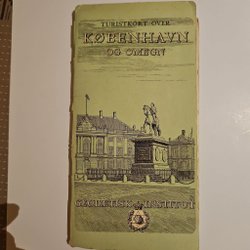 TURISTKORT OVER
KØBENHAVN
OG OMEGN
GEODÆTISK INSTITUT